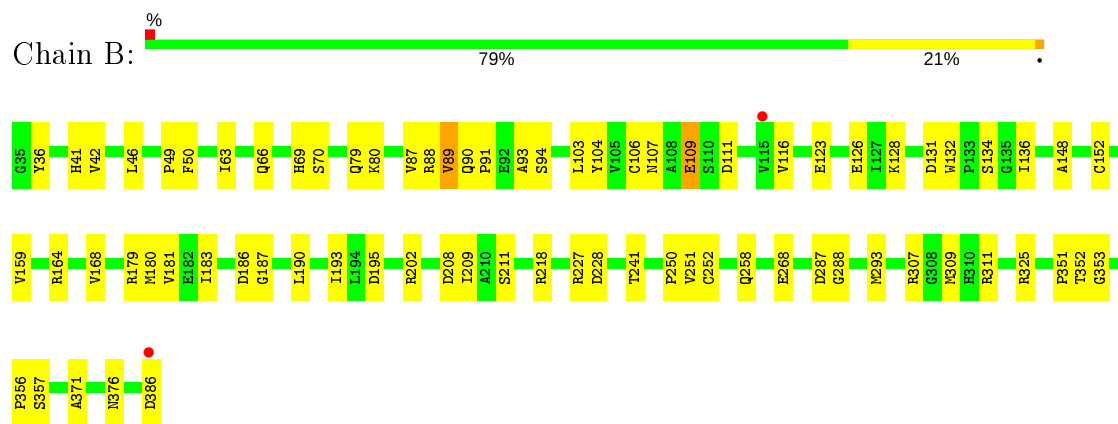 %
Chain B:
79% 21% •
G35 Y36 H41 V42 L46 P49 F50 I63 Q66 H69 S70 Q79 K80 V87 R88 V89 Q90 P91 E92 A93 S94 L103 Y104 V105 C106 N107 A108 E109 S110 D111 V115 V116 E123 E126 I127 K128 D131 W132 P133 S134 G135 I136 A148 C152
V159 R164 V168 R179 M180 V181 E182 I183 D186 G187 L190 I193 L194 D195 R202 D208 I209 A210 S211 R218 R227 D228 T241 P250 V251 C252 Q258 E268 D287 G288 M293 R307 G308 M309 H310 R311 R325 P351 T352 G353
P356 S357 A371 N376 D386